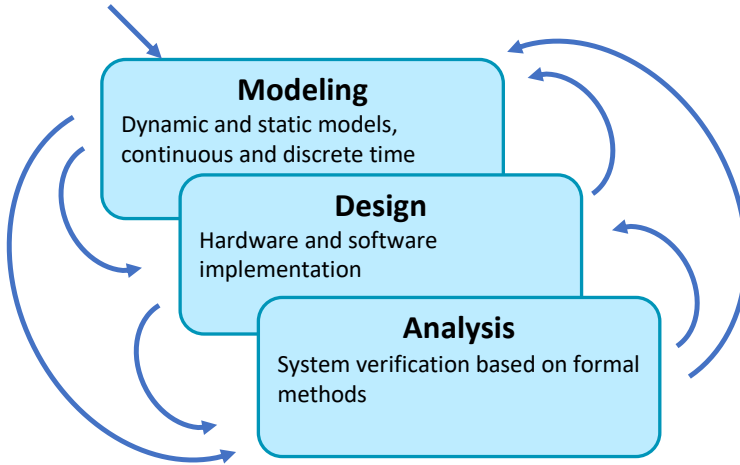 Modeling
Dynamic and static models,
continuous and discrete time
Design
Hardware and software
implementation
Analysis
System verification based on formal
methods